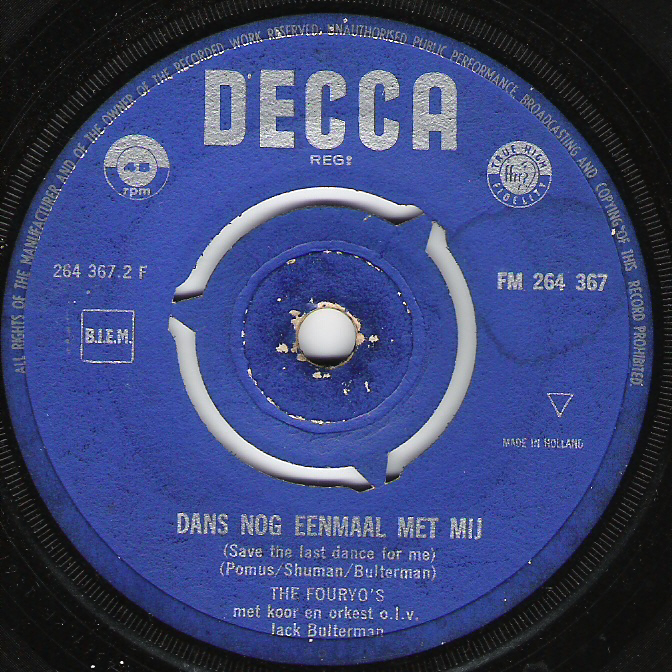 ALL RIGHTS OF THE MANUFACTURER AND OF THE OWNER OF THE RECORDED WORK RESERVED. UNAUTHORISED PUBLIC PERFORMANCE, BROADCASTING AND COPYING OF THIS RECORD PROHIBITED
DECCA
REGD
45
rpm
TRUE HIGH
FIDELITY
264 367.2 F
FM 264 367
B.I.E.M.
MADE IN HOLLAND
DANS NOG EENMAAL MET MIJ
(Save the last dance for me)
(Pomus/Shuman/Bulterman)
THE FOURYO'S
met koor en orkest o.l.v.
Jack Bulterman